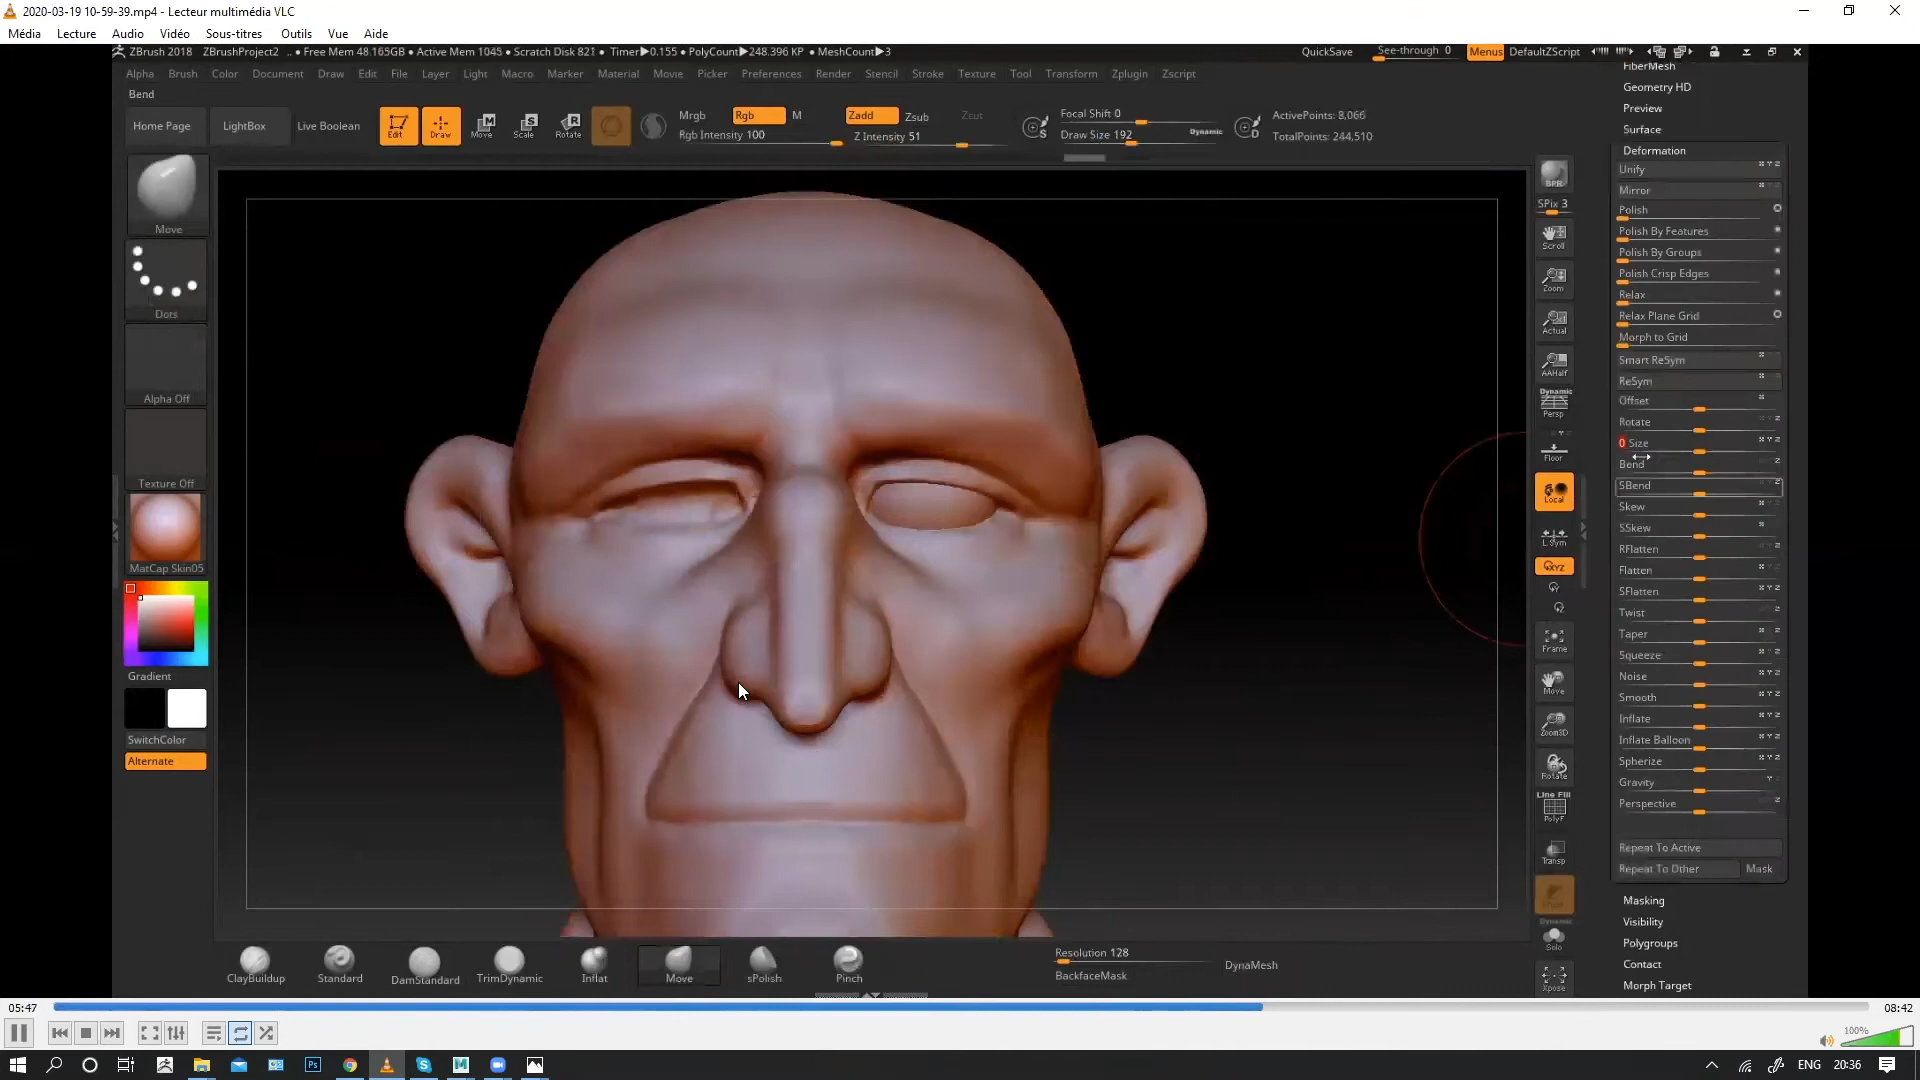 2020-03-19 10-59-39.mp4 - Lecteur multimédia VLC
Média Lecture Audio Vidéo Sous-titres Outils Vue Aide
ZBrush 2018 ZBrushProject2 .. • Free Mem 48.165GB • Active Mem 1045 • Scratch Disk 821 • Timer▶0.155 • PolyCount▶248.396 KP • MeshCount▶3 QuickSave See-through 0 Menus DefaultZScript
Alpha Brush Color Document Draw Edit File Layer Light Macro Marker Material Movie Picker Preferences Render Stencil Stroke Texture Tool Transform Zplugin Zscript
Bend
Home Page LightBox Live Boolean Edit Draw Move Scale Rotate
Mrgb Rgb M Zadd Zsub Zcut
Rgb Intensity 100 Z Intensity 51
Focal Shift 0
Draw Size 192 Dynamic
ActivePoints: 8,066
TotalPoints: 244,510
Move
Dots
Alpha Off
Texture Off
MatCap Skin05
Gradient
SwitchColor
Alternate
BPR
SPix 3
Scroll
Zoom
Actual
AAHalf
Dynamic
Persp
Floor
Local
L.Sym
XYZ
Frame
Move
Zoom3D
Rotate
Line Fill
PolyF
Transp
Dynamic
Solo
Xpose
FiberMesh
Geometry HD
Preview
Surface
Deformation
Unify
Mirror
Polish
Polish By Features
Polish By Groups
Polish Crisp Edges
Relax
Relax Plane Grid
Morph to Grid
Smart ReSym
ReSym
Offset
Rotate
0 Size
Bend
SBend
Skew
SSkew
RFlatten
Flatten
SFlatten
Twist
Taper
Squeeze
Noise
Smooth
Inflate
Inflate Balloon
Spherize
Gravity
Perspective
Repeat To Active
Repeat To Other Mask
Masking
Visibility
Polygroups
Contact
Morph Target
ClayBuildup Standard DamStandard TrimDynamic Inflat Move sPolish Pinch
Resolution 128
BackfaceMask
DynaMesh
05:47 08:42
100%
Ps
M
ENG 20:36